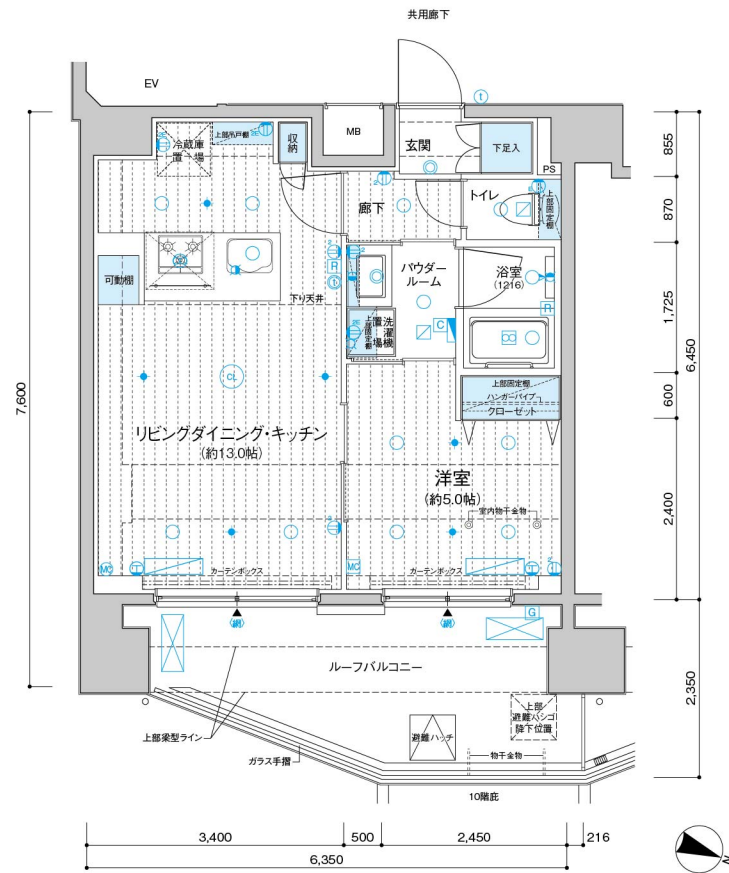 共用廊下
EV
MB
玄関
下足入
PS
冷蔵庫
置場
上部吊戸棚
収納
廊下
トイレ
上部固定棚
可動棚
下り天井
パウダー
ルーム
浴室
(1216)
洗濯機
置場
上部固定棚
CL
R
t
C
R
t
上部固定棚
ハンガーパイプ
クローゼット
リビングダイニング・キッチン
(約13.0帖)
洋室
(約5.0帖)
室内物干金物
MC
カーテンボックス
MC
カーテンボックス
網
網
G
ルーフバルコニー
上部梁型ライン
ガラス手摺
避難ハッチ
上部
避難ハシゴ
降下位置
物干金物
10階庇
7,600
855
870
1,725
600
2,400
6,450
2,350
3,400
500
2,450
216
6,350
N